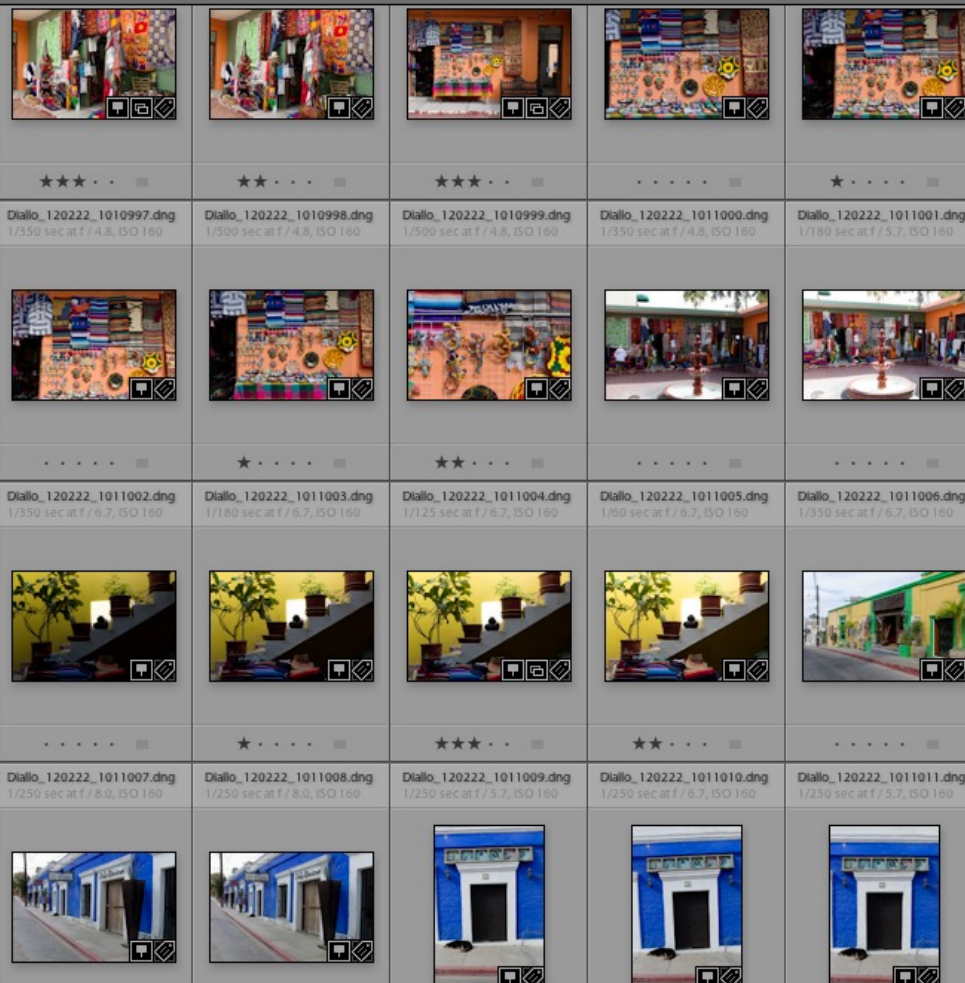 Diallo_120222_1010997.dng
1/350 sec at f / 4.8, ISO 160
Diallo_120222_1010998.dng
1/500 sec at f / 4.8, ISO 160
Diallo_120222_1010999.dng
1/500 sec at f / 4.8, ISO 160
Diallo_120222_1011000.dng
1/350 sec at f / 4.8, ISO 160
Diallo_120222_1011001.dng
1/180 sec at f / 5.7, ISO 160
Diallo_120222_1011002.dng
1/350 sec at f / 6.7, ISO 160
Diallo_120222_1011003.dng
1/180 sec at f / 6.7, ISO 160
Diallo_120222_1011004.dng
1/125 sec at f / 6.7, ISO 160
Diallo_120222_1011005.dng
1/60 sec at f / 6.7, ISO 160
Diallo_120222_1011006.dng
1/350 sec at f / 6.7, ISO 160
Diallo_120222_1011007.dng
1/250 sec at f / 8.0, ISO 160
Diallo_120222_1011008.dng
1/250 sec at f / 8.0, ISO 160
Diallo_120222_1011009.dng
1/250 sec at f / 5.7, ISO 160
Diallo_120222_1011010.dng
1/250 sec at f / 6.7, ISO 160
Diallo_120222_1011011.dng
1/250 sec at f / 5.7, ISO 160